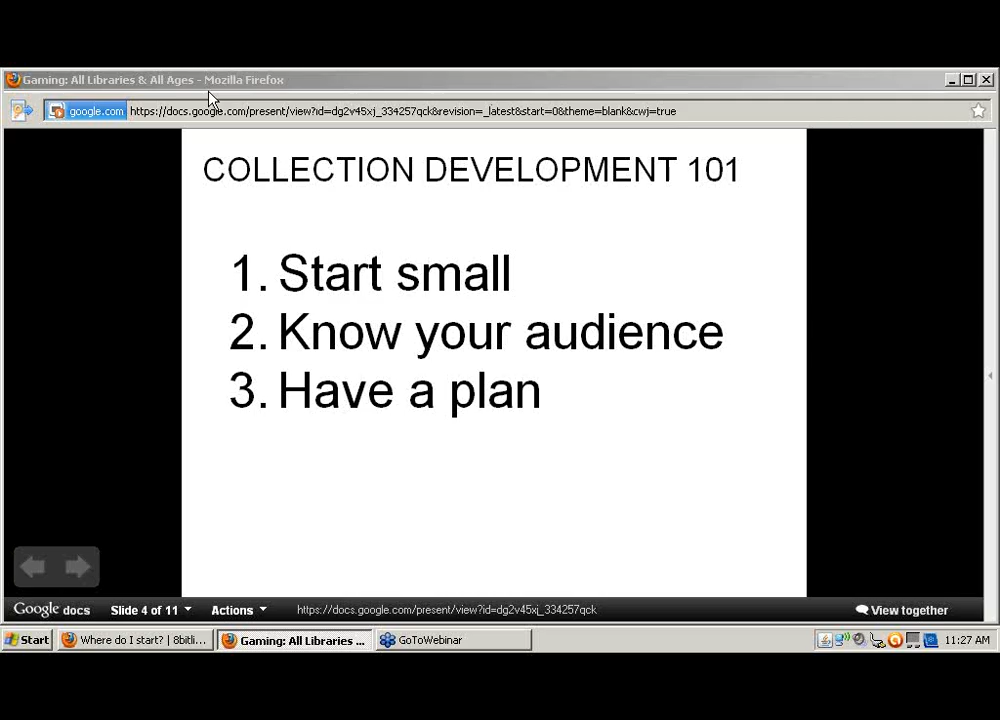 Gaming: All Libraries & All Ages - Mozilla Firefox
google.com https://docs.google.com/present/view?id=dg2v45xj_334257qck&revision=_latest&start=0&theme=blank&cwj=true
COLLECTION DEVELOPMENT 101
1. Start small
2. Know your audience
3. Have a plan
Google docs Slide 4 of 11 Actions https://docs.google.com/present/view?id=dg2v45xj_334257qck View together
Start Where do I start? | 8bitli... Gaming: All Libraries ... GoToWebinar 11:27 AM